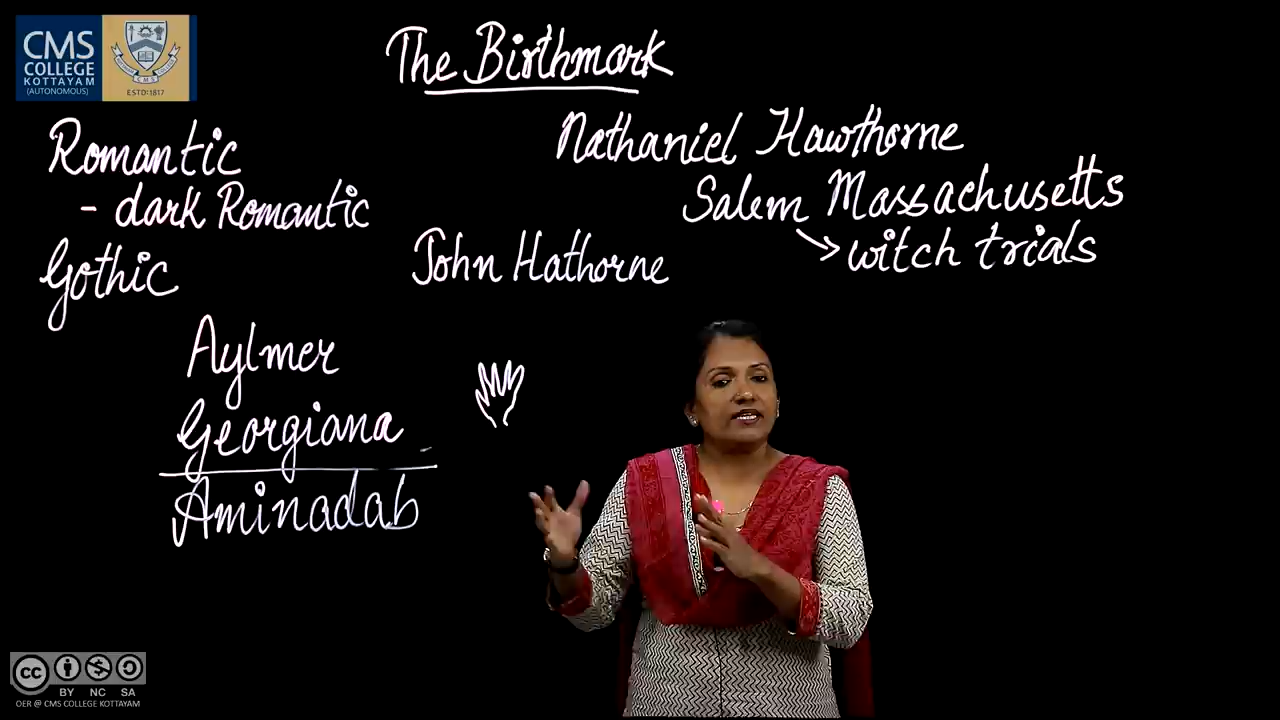 CMS
COLLEGE
KOTTAYAM
(AUTONOMOUS)
ESTD:1817
The Birthmark
Nathaniel Hawthorne
Salem Massachusetts
witch trials
Romantic
- dark Romantic
Gothic
John Hathorne
Aylmer
Georgiana
Aminadab
cc
BY NC SA
OER @ CMS COLLEGE KOTTAYAM